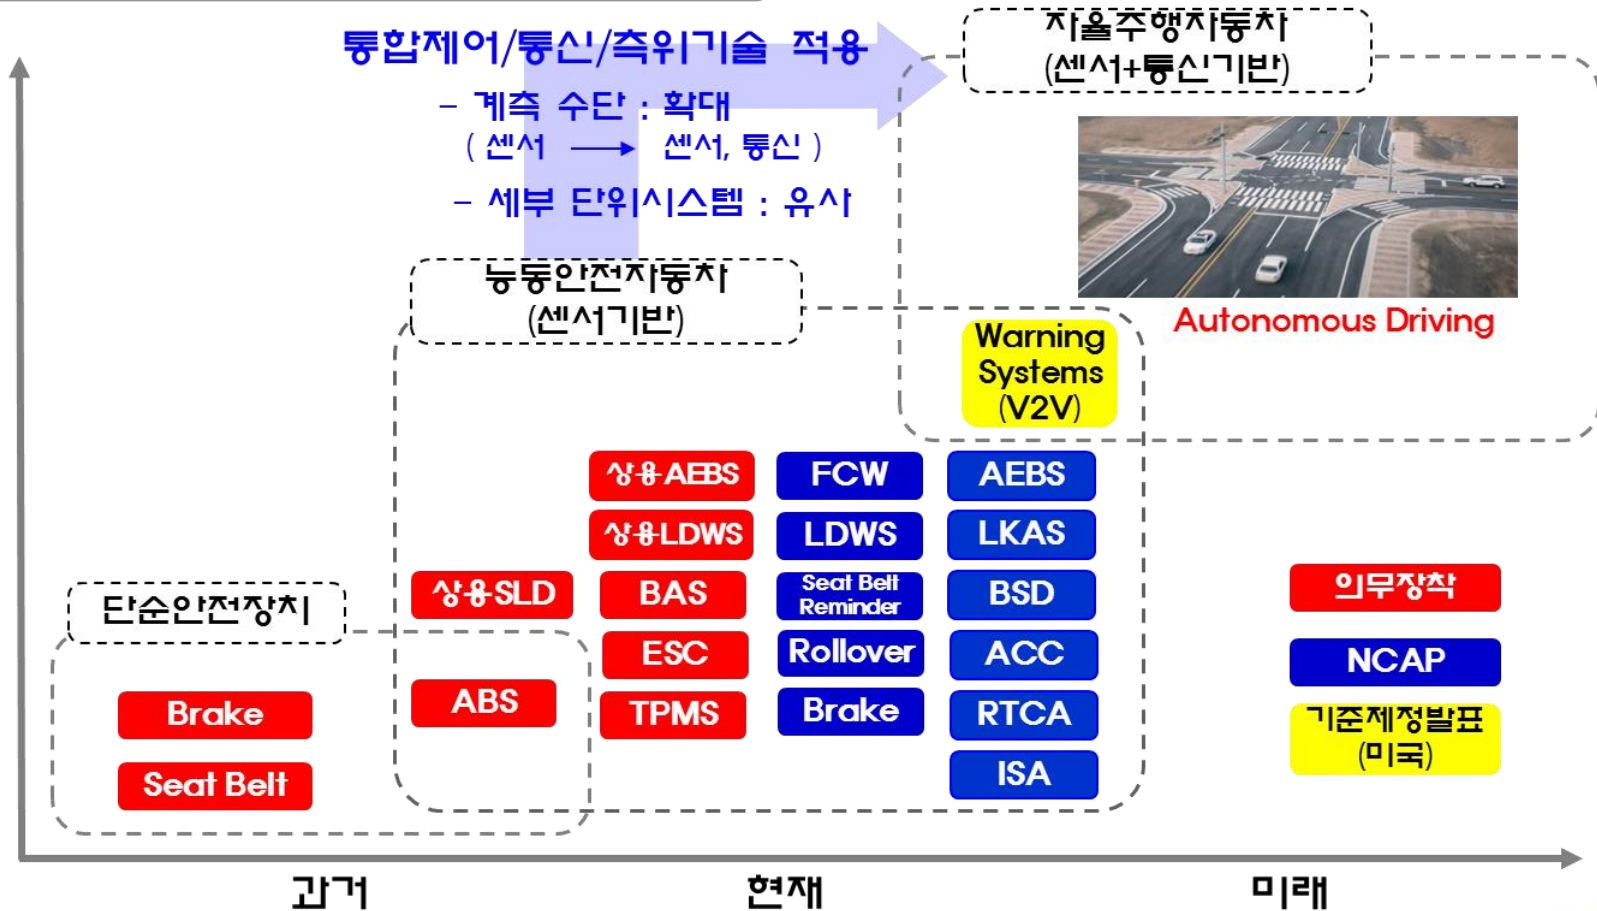 통합제어/통신/측위기술 적용
- 계측 수단 : 확대
( 센서 → 센서, 통신 )
- 세부 단위시스템 : 유사
자율주행자동차
(센서+통신기반)
Autonomous Driving
능동안전자동차
(센서기반)
Warning
Systems
(V2V)
상용AEBS
FCW
AEBS
상용LDWS
LDWS
LKAS
단순안전장치
상용SLD
BAS
Seat Belt
Reminder
BSD
ESC
Rollover
ACC
Brake
ABS
TPMS
Brake
RTCA
Seat Belt
ISA
의무장착
NCAP
기준제정발표
(미국)
과거
현재
미래